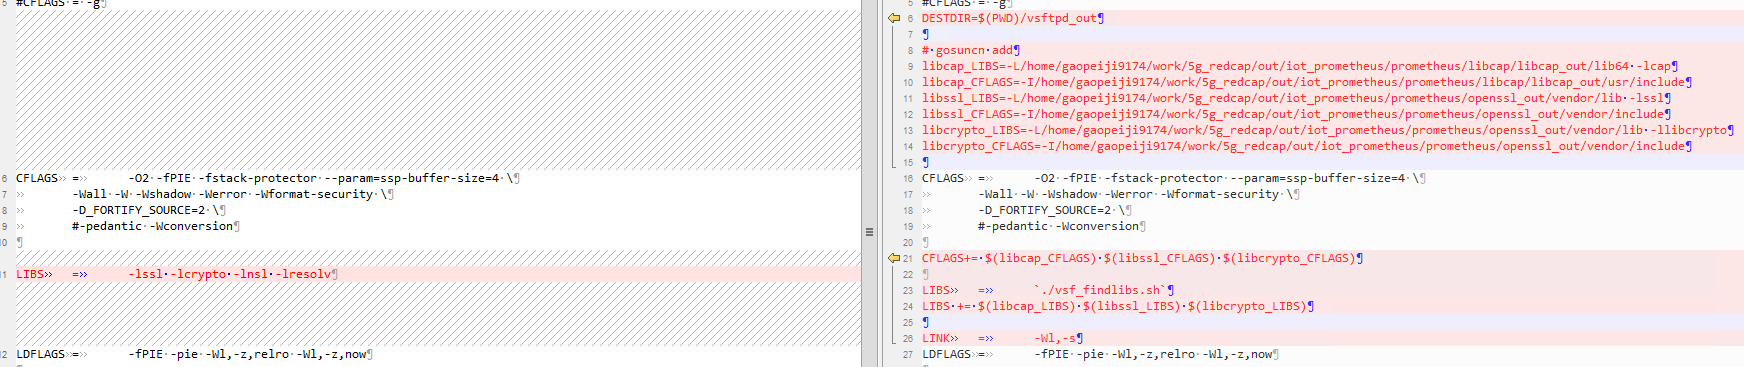 5 #CFLAGS = -g
6 CFLAGS = -O2 -fPIE -fstack-protector --param=ssp-buffer-size=4 \
7 -Wall -W -Wshadow -Werror -Wformat-security \
8 -D_FORTIFY_SOURCE=2 \
9 #-pedantic -Wconversion
10
11 LIBS = -lssl -lcrypto -lnsl -lresolv
12 LDFLAGS = -fPIE -pie -Wl,-z,relro -Wl,-z,now
5 #CFLAGS = -g
6 DESTDIR=$(PWD)/vsftpd_out
7
8 # gosuncn add
9 libcap_LIBS=-L/home/gaopeiji9174/work/5g_redcap/out/iot_prometheus/prometheus/libcap/libcap_out/lib64 -lcap
10 libcap_CFLAGS=-I/home/gaopeiji9174/work/5g_redcap/out/iot_prometheus/prometheus/libcap/libcap_out/usr/include
11 libssl_LIBS=-L/home/gaopeiji9174/work/5g_redcap/out/iot_prometheus/prometheus/openssl_out/vendor/lib -lssl
12 libssl_CFLAGS=-I/home/gaopeiji9174/work/5g_redcap/out/iot_prometheus/prometheus/openssl_out/vendor/include
13 libcrypto_LIBS=-L/home/gaopeiji9174/work/5g_redcap/out/iot_prometheus/prometheus/openssl_out/vendor/lib -llibcrypto
14 libcrypto_CFLAGS=-I/home/gaopeiji9174/work/5g_redcap/out/iot_prometheus/prometheus/openssl_out/vendor/include
15
16 CFLAGS = -O2 -fPIE -fstack-protector --param=ssp-buffer-size=4 \
17 -Wall -W -Wshadow -Werror -Wformat-security \
18 -D_FORTIFY_SOURCE=2 \
19 #-pedantic -Wconversion
20
21 CFLAGS+= $(libcap_CFLAGS) $(libssl_CFLAGS) $(libcrypto_CFLAGS)
22
23 LIBS = `./vsf_findlibs.sh`
24 LIBS += $(libcap_LIBS) $(libssl_LIBS) $(libcrypto_LIBS)
25
26 LINK = -Wl,-s
27 LDFLAGS = -fPIE -pie -Wl,-z,relro -Wl,-z,now